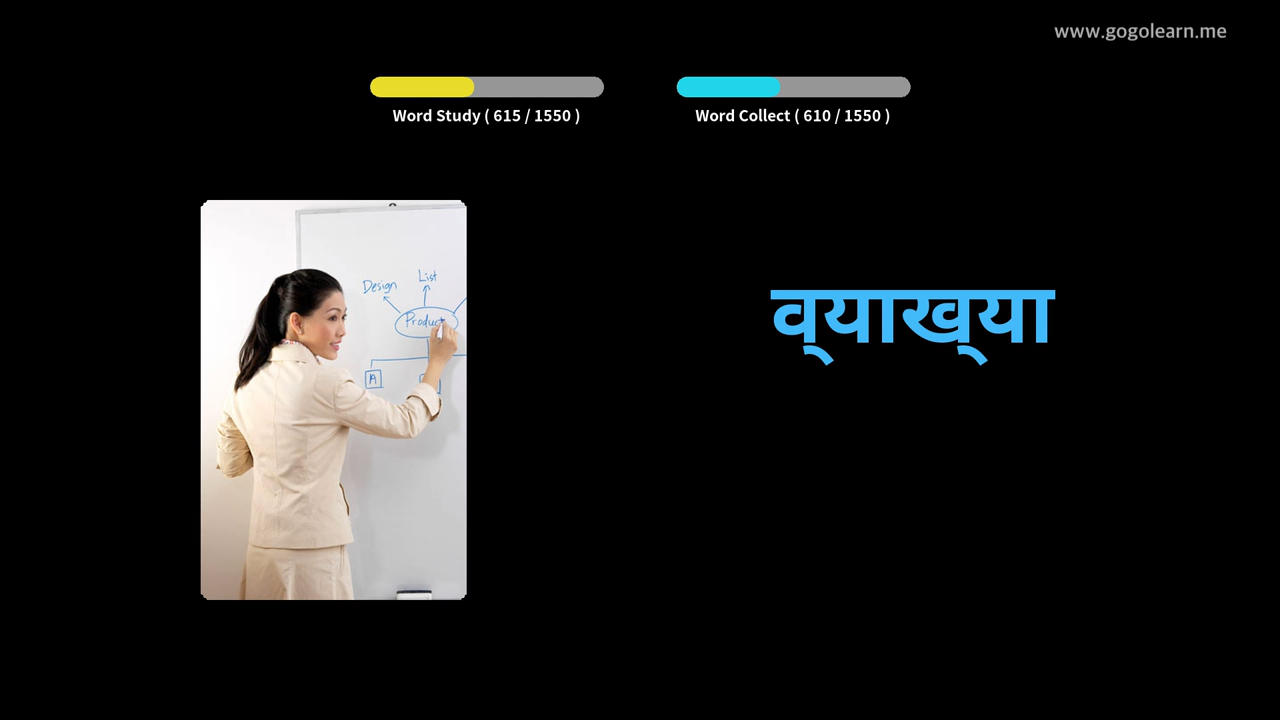 www.gogolearn.me
Word Study ( 615 / 1550 )
Word Collect ( 610 / 1550 )
Design
List
Product
A
व्याख्या